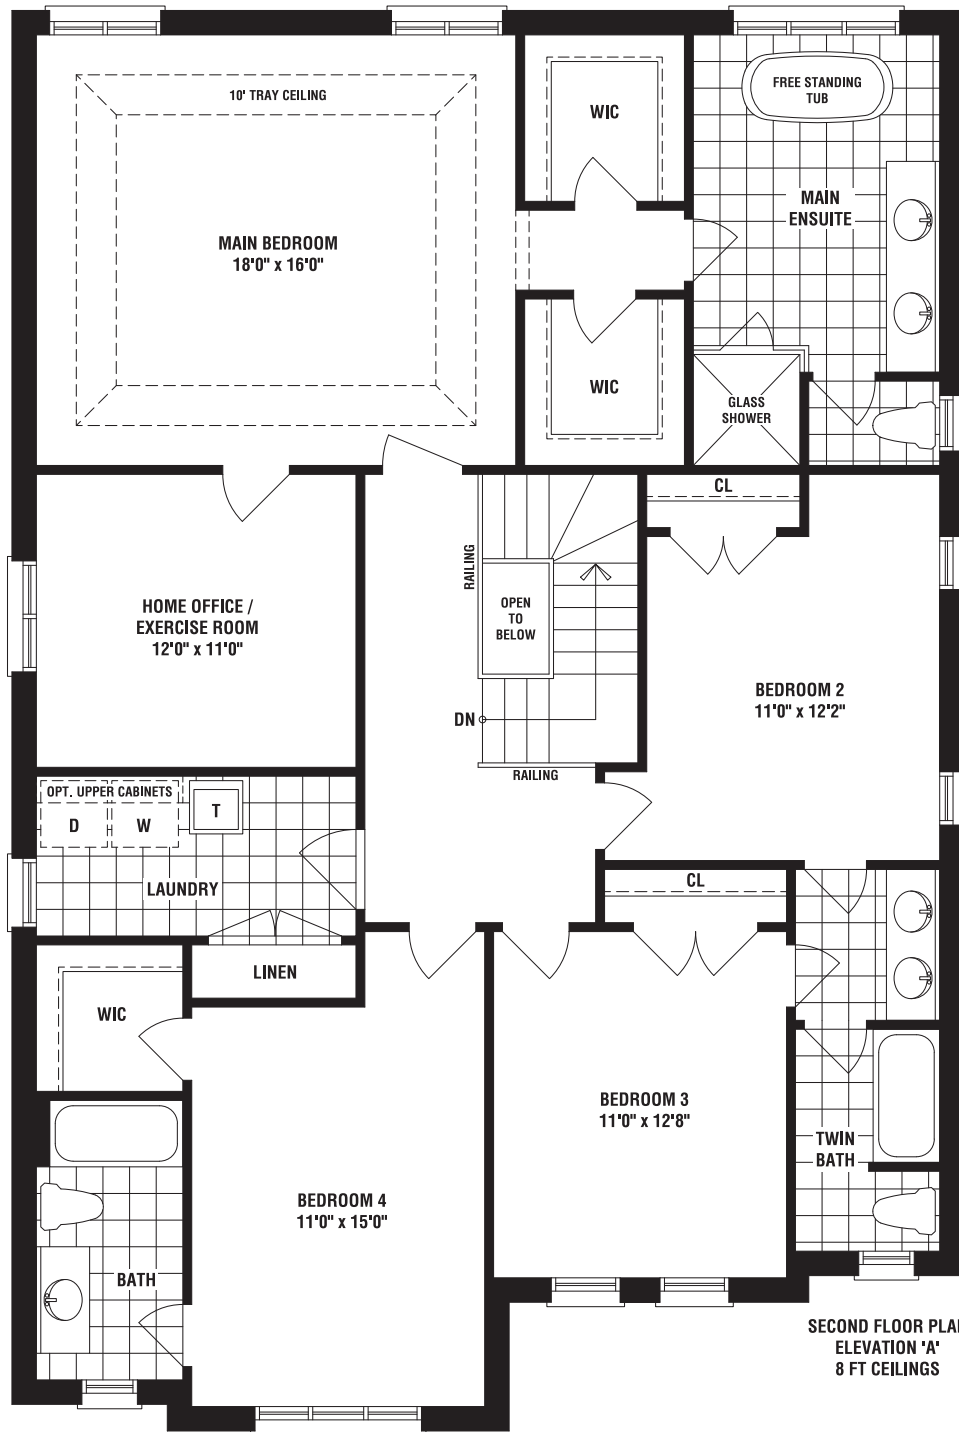 10' TRAY CEILING
MAIN BEDROOM
18'0" x 16'0"
WIC
FREE STANDING
TUB
MAIN
ENSUITE
WIC
GLASS
SHOWER
CL
RAILING
OPEN
TO
BELOW
HOME OFFICE /
EXERCISE ROOM
12'0" x 11'0"
BEDROOM 2
11'0" x 12'2"
DN
RAILING
OPT. UPPER CABINETS
D
W
T
LAUNDRY
CL
LINEN
WIC
BEDROOM 3
11'0" x 12'8"
TWIN
BATH
BEDROOM 4
11'0" x 15'0"
BATH
SECOND FLOOR PLA
ELEVATION 'A'
8 FT CEILINGS